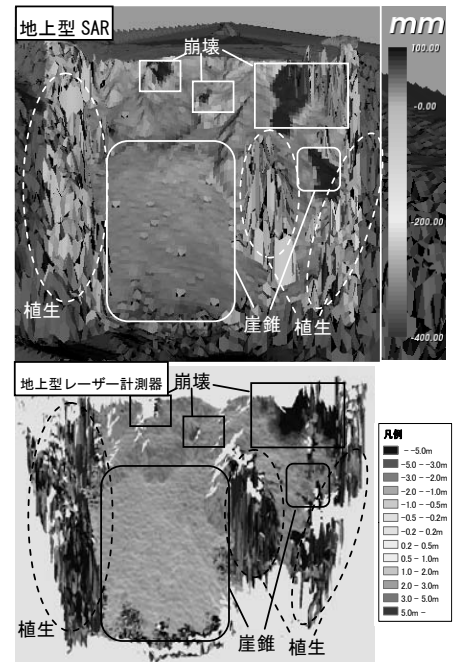 地上型 SAR
崩壊
mm
100.00
-0.00
-200.00
-400.00
植生
崖錐
植生
地上型レーザー計測器
崩壊
凡例
- -5.0m
-5.0 - -3.0m
-3.0 - -2.0m
-2.0 - -1.0m
-1.0 - -0.5m
-0.5 - -0.2m
-0.2 - 0.2m
0.2 - 0.5m
0.5 - 1.0m
1.0 - 2.0m
2.0 - 3.0m
3.0 - 5.0m
5.0m -
植生
崖錐
植生